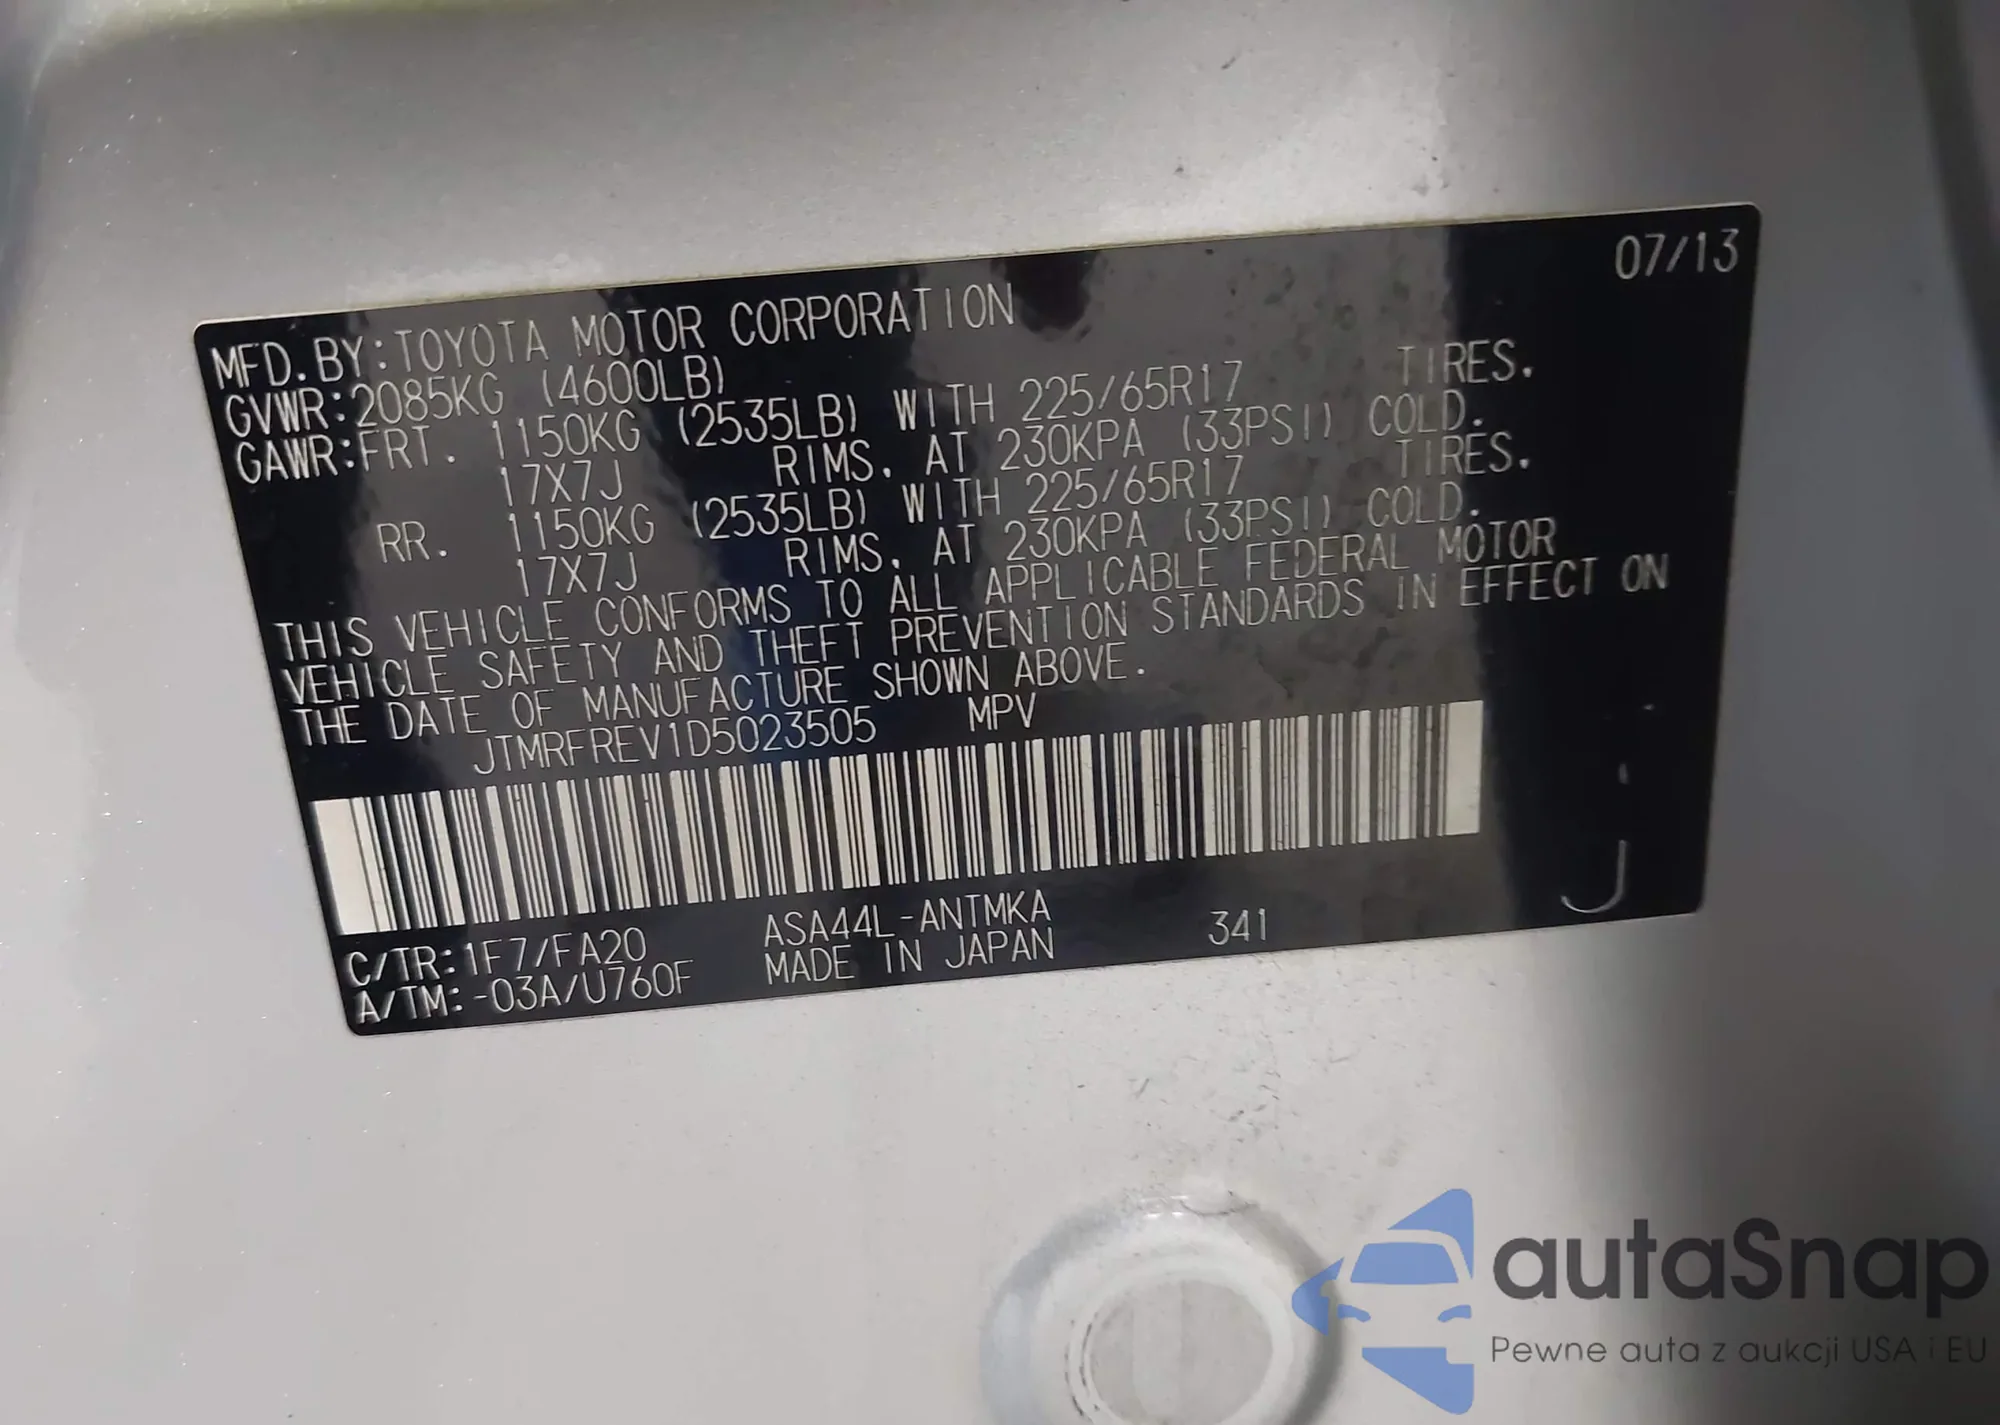 07/13
MFD. BY:TOYOTA MOTOR CORPORATION
GVWR:2085KG (4600LB)
GAWR:FRT. 1150KG (2535LB) WITH 225/65R17 TIRES.
17X7J RIMS. AT 230KPA (33PSI) COLD.
RR. 1150KG (2535LB) WITH 225/65R17 TIRES.
17X7J RIMS. AT 230KPA (33PSI) COLD.
THIS VEHICLE CONFORMS TO ALL APPLICABLE FEDERAL MOTOR
VEHICLE SAFETY AND THEFT PREVENTION STANDARDS IN EFFECT ON
THE DATE OF MANUFACTURE SHOWN ABOVE.
JTMRFREV1D5023505 MPV
C/TR:1F7/FA20 ASA44L-ANTMKA 341
A/TM:-03A/U760F MADE IN JAPAN
J
autaSnap
Pewne auta z aukcji USA i EU